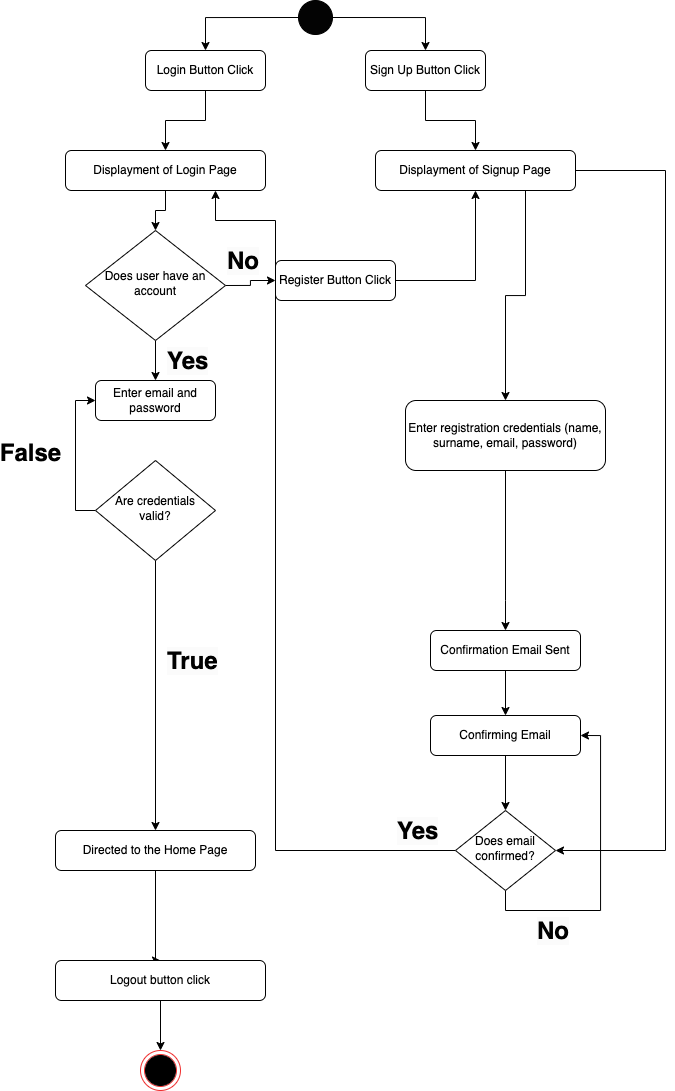 Login Button Click
Sign Up Button Click
Displayment of Login Page
Displayment of Signup Page
Does user have an
account
No
Register Button Click
Yes
Enter email and
password
False
Enter registration credentials (name,
surname, email, password)
Are credentials
valid?
True
Confirmation Email Sent
Confirming Email
Yes
Does email
confirmed?
Directed to the Home Page
No
Logout button click